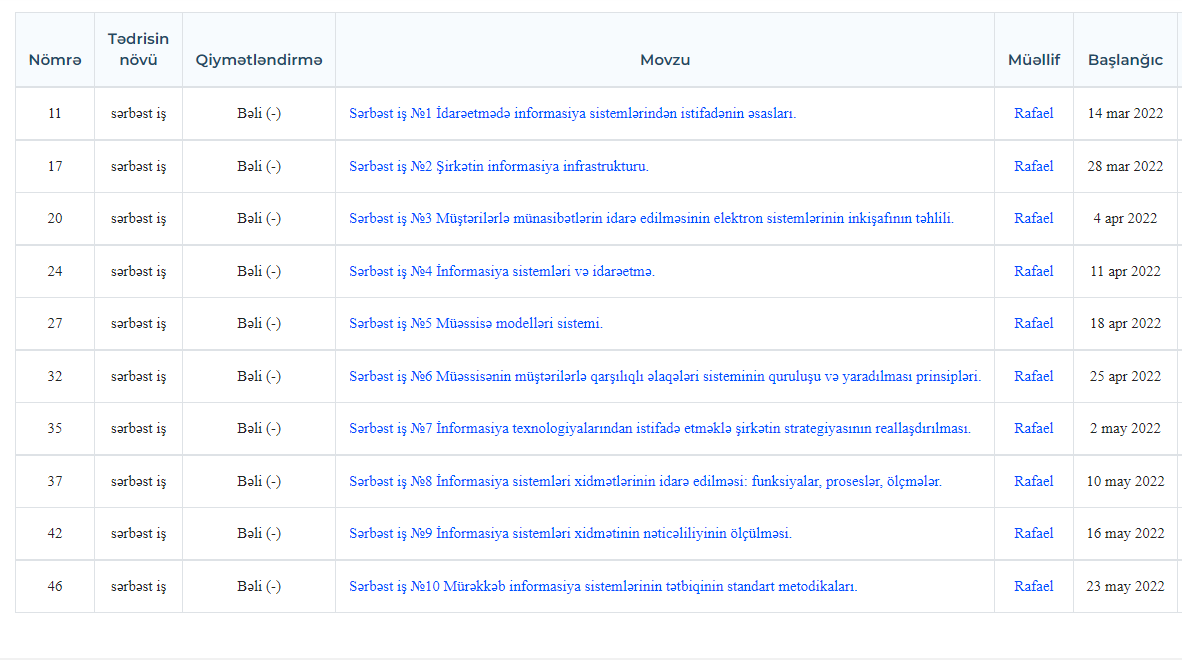 Nömrə Tədrisin növü Qiymətləndirmə Movzu Müəllif Başlanğıc
11 sərbəst iş Bəli (-) Sərbəst iş №1 İdarəetmədə informasiya sistemlərindən istifadənin əsasları. Rafael 14 mar 2022
17 sərbəst iş Bəli (-) Sərbəst iş №2 Şirkətin informasiya infrastrukturu. Rafael 28 mar 2022
20 sərbəst iş Bəli (-) Sərbəst iş №3 Müştərilərlə münasibətlərin idarə edilməsinin elektron sistemlərinin inkişafının təhlili. Rafael 4 apr 2022
24 sərbəst iş Bəli (-) Sərbəst iş №4 İnformasiya sistemləri və idarəetmə. Rafael 11 apr 2022
27 sərbəst iş Bəli (-) Sərbəst iş №5 Müəssisə modelləri sistemi. Rafael 18 apr 2022
32 sərbəst iş Bəli (-) Sərbəst iş №6 Müəssisənin müştərilərlə qarşılıqlı əlaqələri sisteminin quruluşu və yaradılması prinsipləri. Rafael 25 apr 2022
35 sərbəst iş Bəli (-) Sərbəst iş №7 İnformasiya texnologiyalarından istifadə etməklə şirkətin strategiyasının reallaşdırılması. Rafael 2 may 2022
37 sərbəst iş Bəli (-) Sərbəst iş №8 İnformasiya sistemləri xidmətlərinin idarə edilməsi: funksiyalar, proseslər, ölçmələr. Rafael 10 may 2022
42 sərbəst iş Bəli (-) Sərbəst iş №9 İnformasiya sistemləri xidmətinin nəticəliliyinin ölçülməsi. Rafael 16 may 2022
46 sərbəst iş Bəli (-) Sərbəst iş №10 Mürəkkəb informasiya sistemlərinin tətbiqinin standart metodikaları. Rafael 23 may 2022